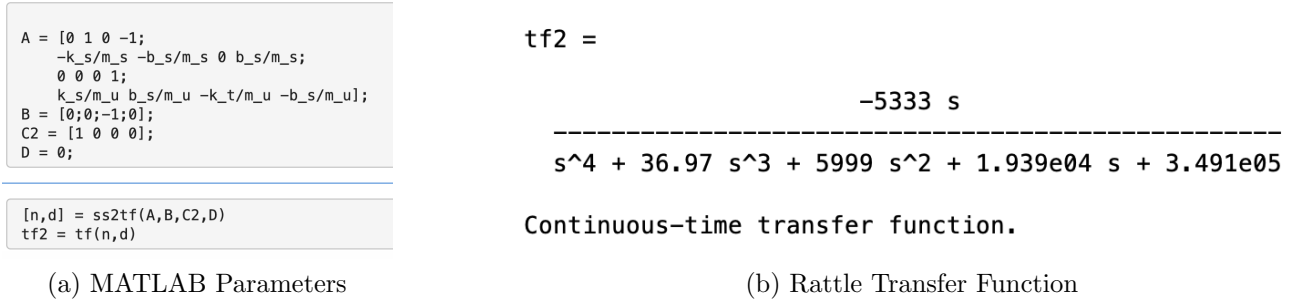 A = [0 1 0 -1;
-k_s/m_s -b_s/m_s 0 b_s/m_s;
0 0 0 1;
k_s/m_u b_s/m_u -k_t/m_u -b_s/m_u];
B = [0;0;-1;0];
C2 = [1 0 0 0];
D = 0;
[n,d] = ss2tf(A,B,C2,D)
tf2 = tf(n,d)
(a) MATLAB Parameters
tf2 =
-5333 s
---------------------------------------------------
s^4 + 36.97 s^3 + 5999 s^2 + 1.939e04 s + 3.491e05
Continuous-time transfer function.
(b) Rattle Transfer Function